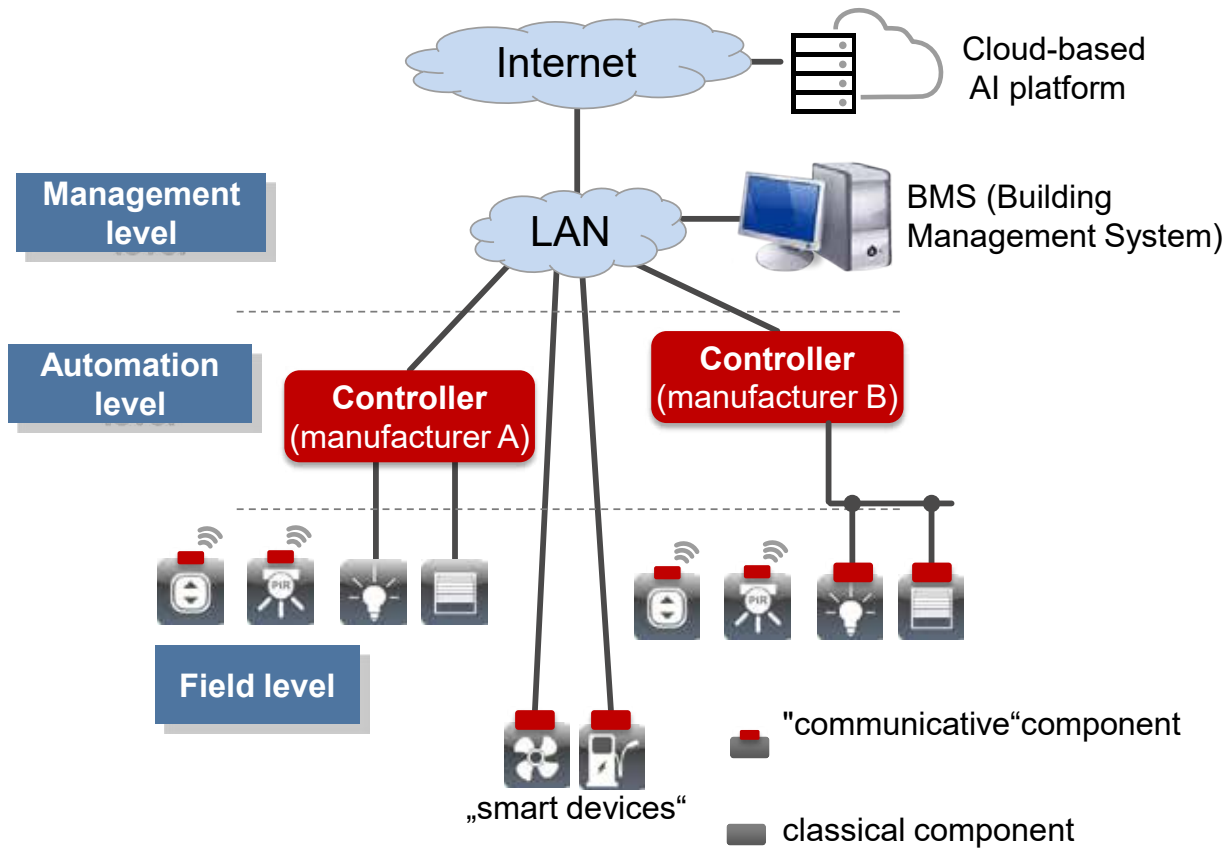 Internet
Cloud-based
AI platform
Management
level
LAN
BMS (Building
Management System)
Automation
level
Controller
(manufacturer A)
Controller
(manufacturer B)
PIR
PIR
Field level
"communicative“component
„smart devices“
classical component